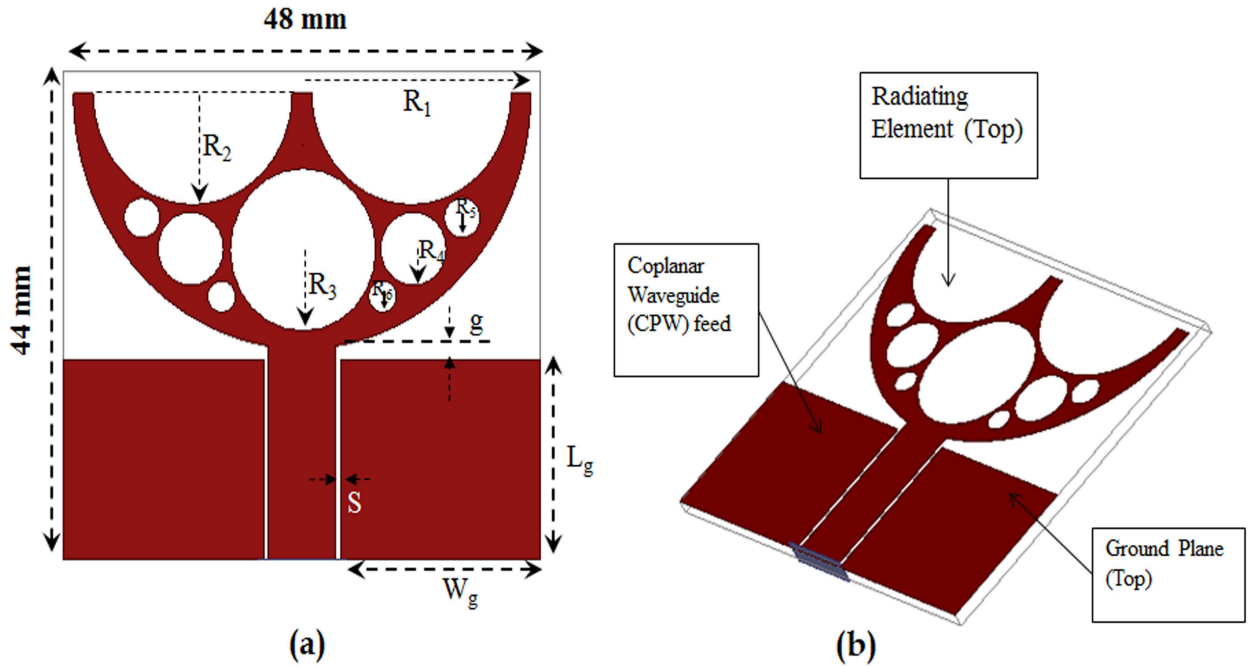 48 mm
44 mm
R1
R2
R3
R4
R5
R6
g
S
Lg
Wg
(a)
Radiating
Element (Top)
Coplanar
Waveguide
(CPW) feed
Ground Plane
(Top)
(b)